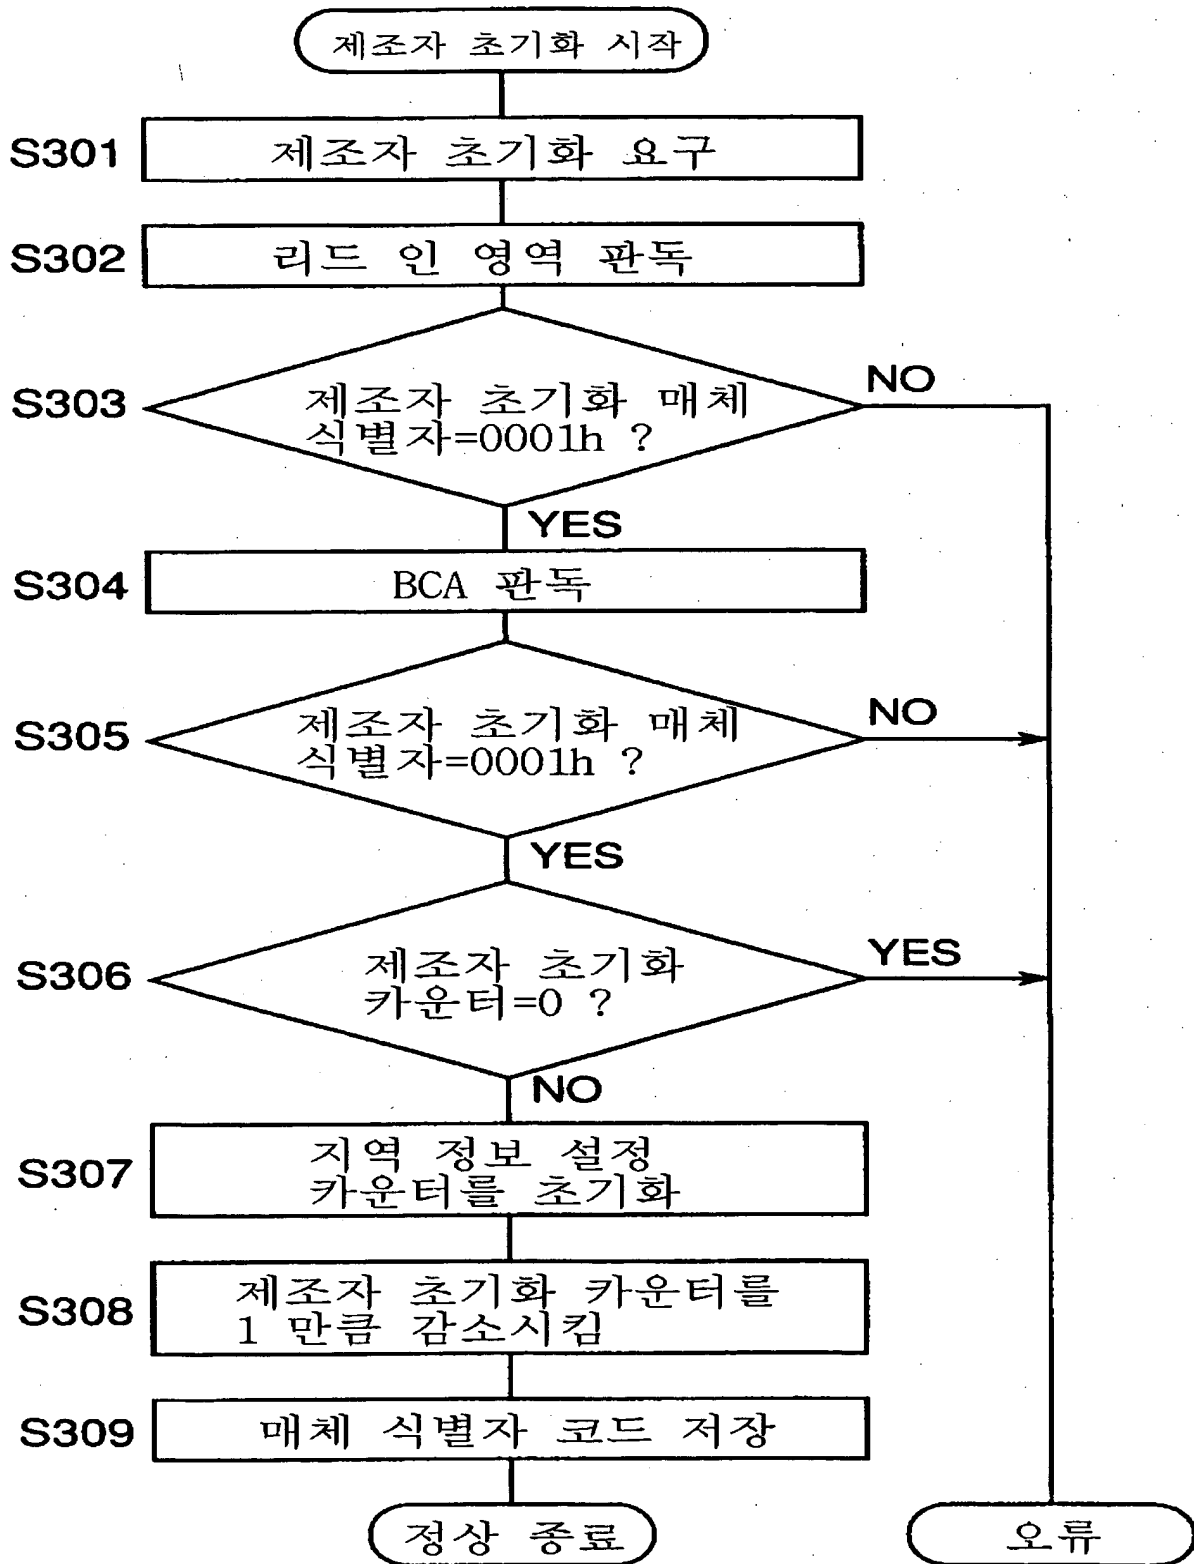 제조자 초기화 시작
S301
제조자 초기화 요구
S302
리드 인 영역 판독
S303
제조자 초기화 매체
식별자=0001h ?
NO
YES
S304
BCA 판독
S305
제조자 초기화 매체
식별자=0001h ?
NO
YES
S306
제조자 초기화
카운터=0 ?
YES
NO
S307
지역 정보 설정
카운터를 초기화
S308
제조자 초기화 카운터를
1 만큼 감소시킴
S309
매체 식별자 코드 저장
정상 종료
오류